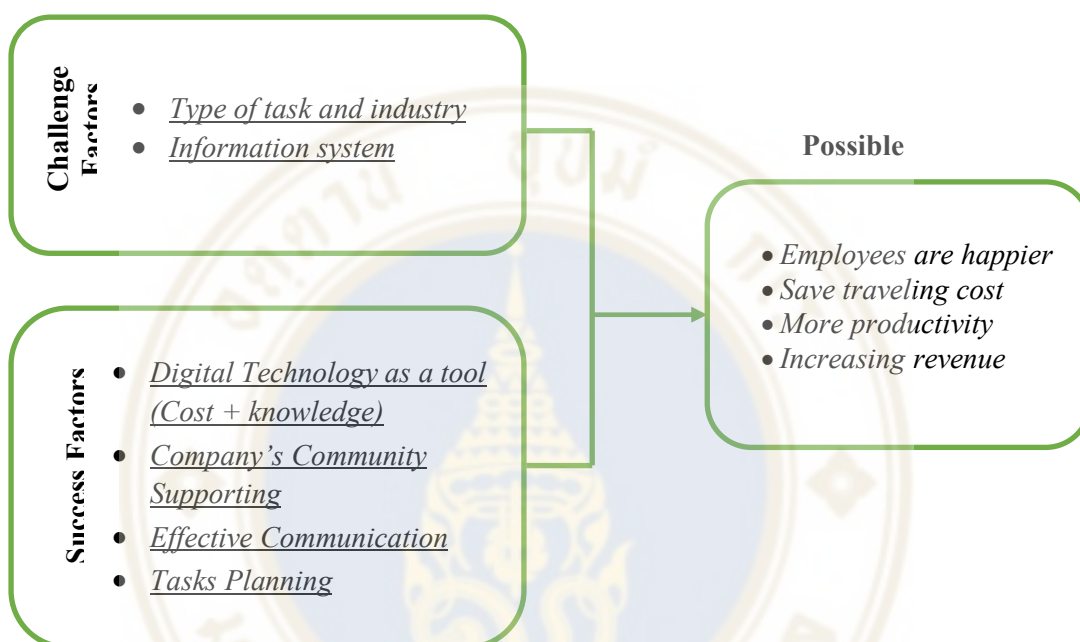 Challenge
Factors
• Type of task and industry
• Information system
Possible
• Employees are happier
• Save traveling cost
• More productivity
• Increasing revenue
Success Factors
• Digital Technology as a tool
(Cost + knowledge)
• Company’s Community
Supporting
• Effective Communication
• Tasks Planning